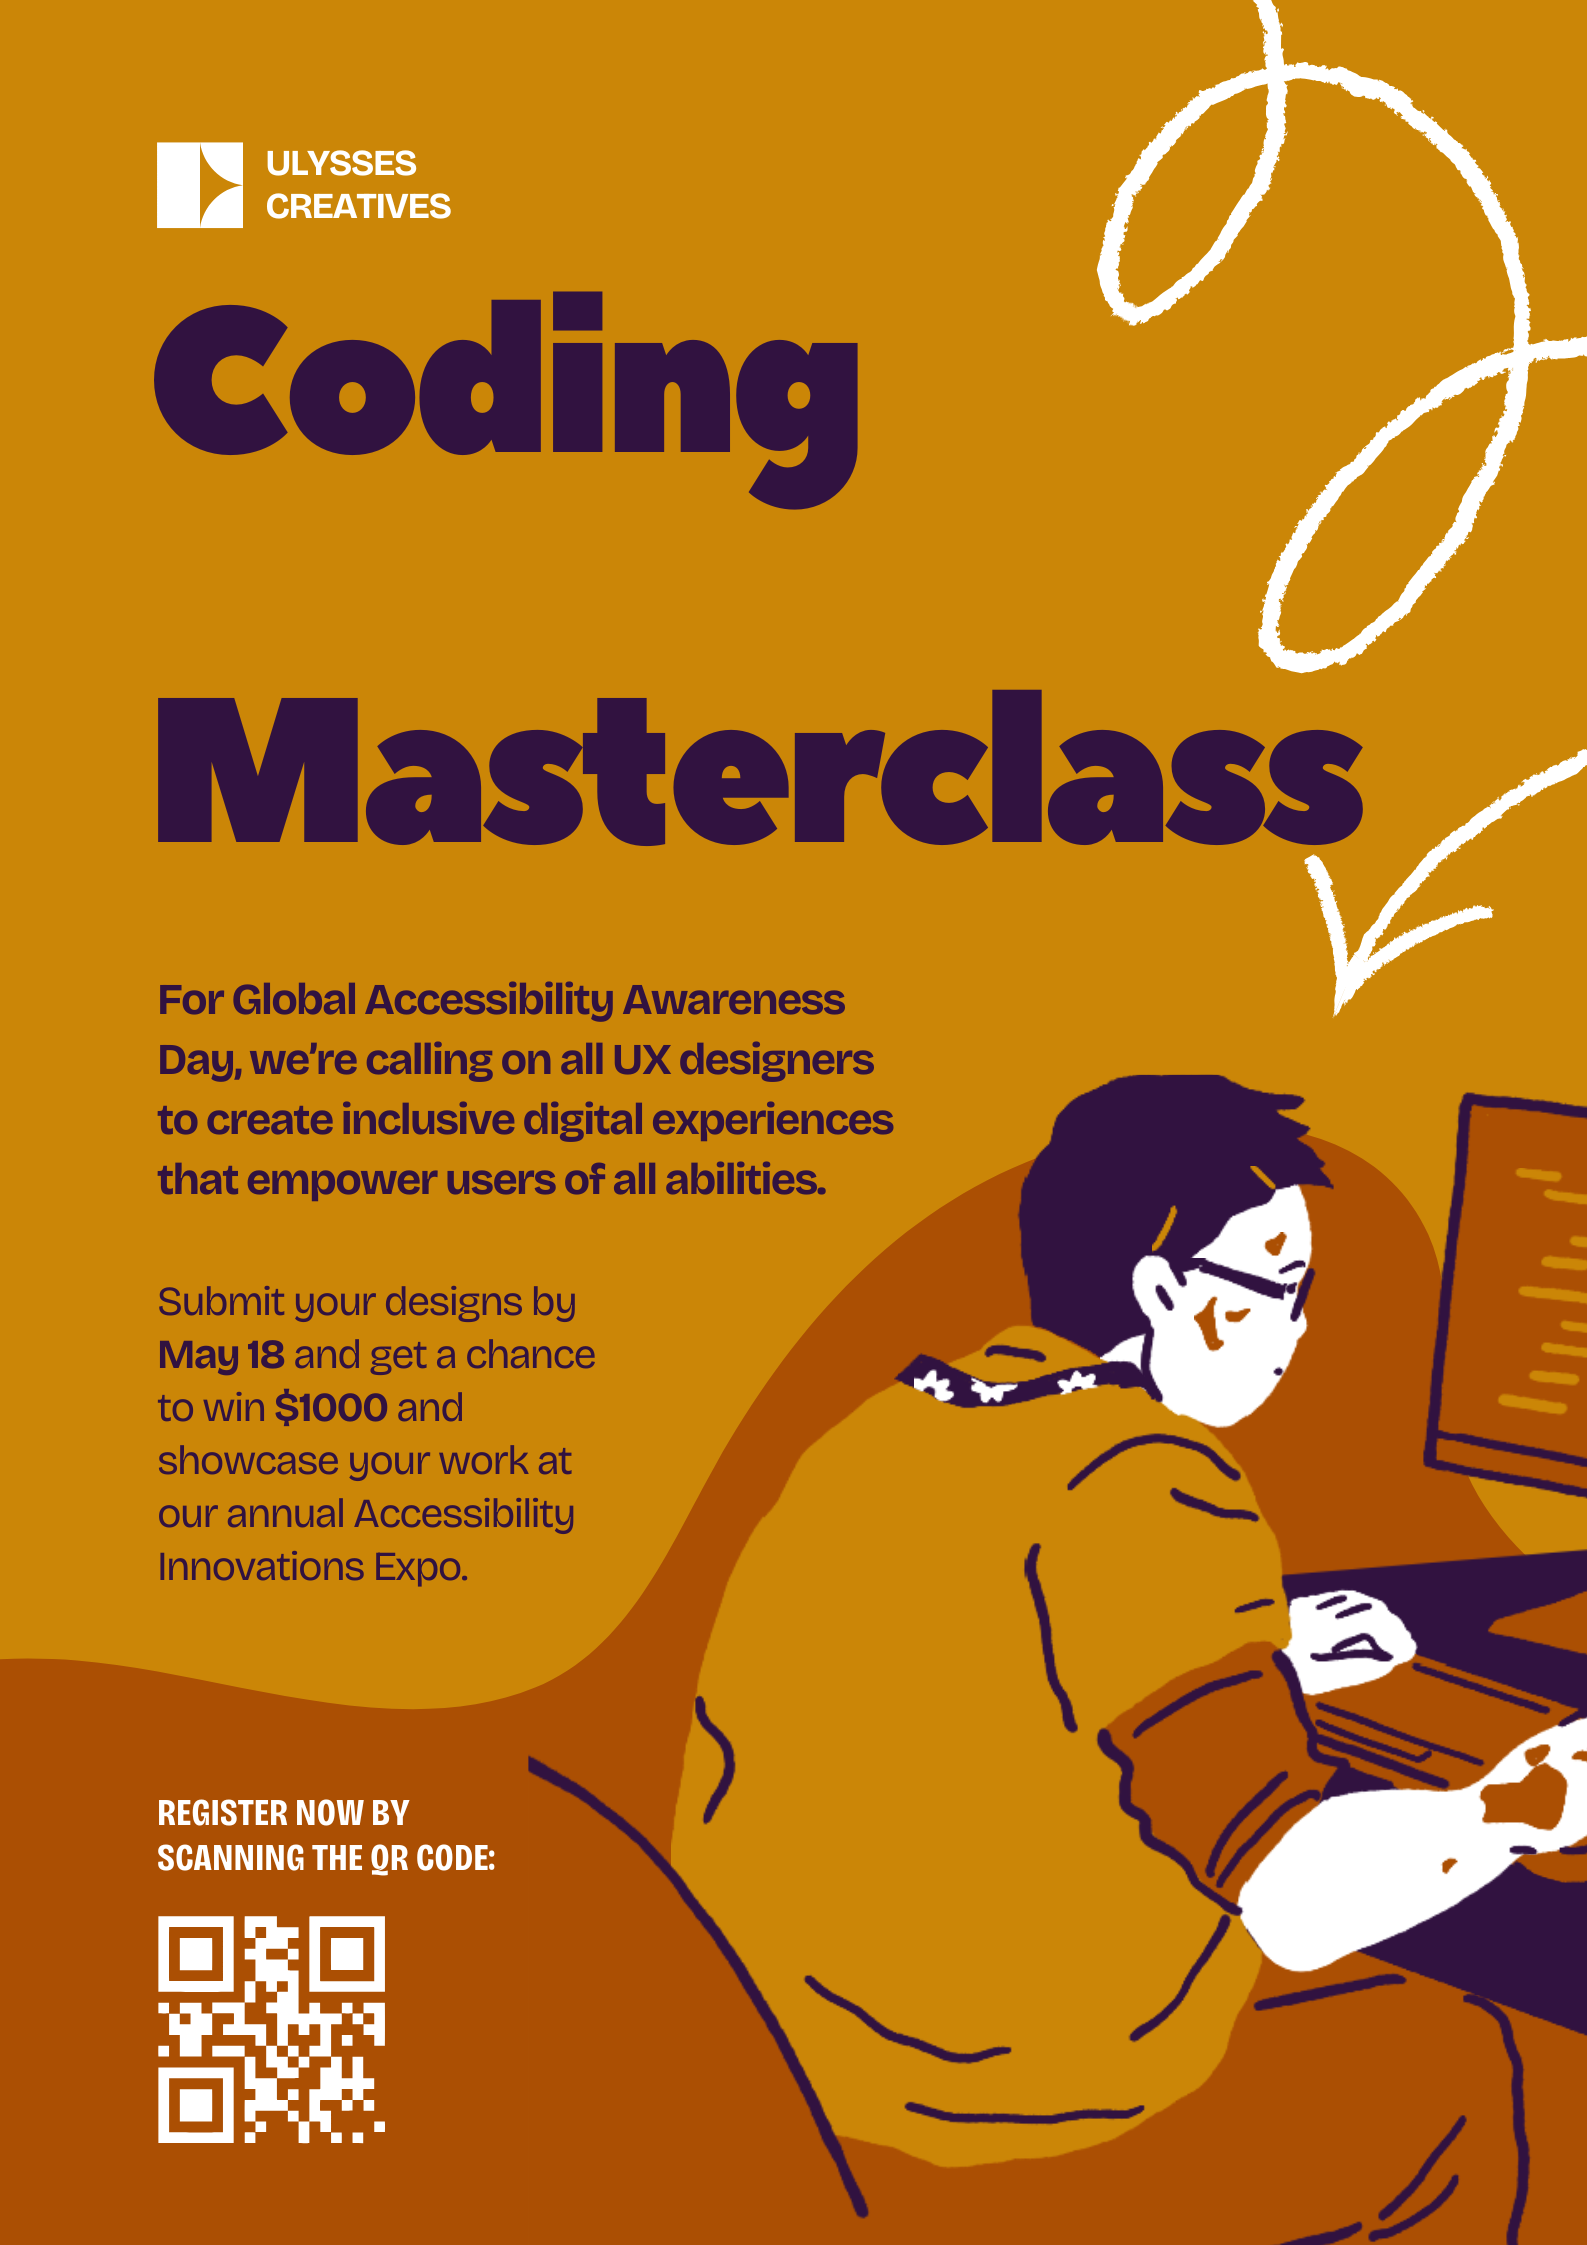 ULYSSES
CREATIVES
Coding
Masterclass
For Global Accessibility Awareness
Day, we're calling on all UX designers
to create inclusive digital experiences
that empower users of all abilities.
Submit your designs by
May 18 and get a chance
to win $1000 and
showcase your work at
our annual Accessibility
Innovations Expo.
REGISTER NOW BY
SCANNING THE QR CODE: